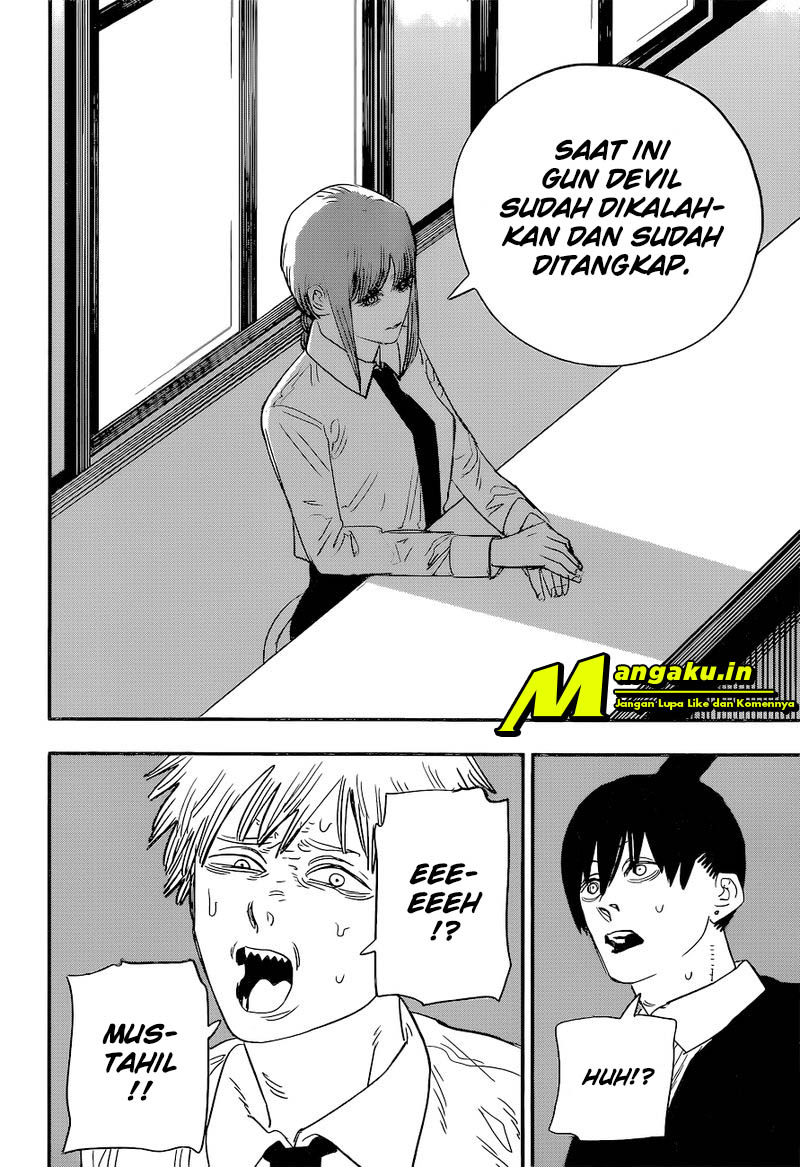 SAAT INI
GUN DEVIL
SUDAH DIKALAH-
KAN DAN SUDAH
DITANGKAP.
Mangaku.in
Jangan Lupa Like dan Komennya
HUH!?
EEE-
EEEH
!?
MUS-
TAHIL
!!